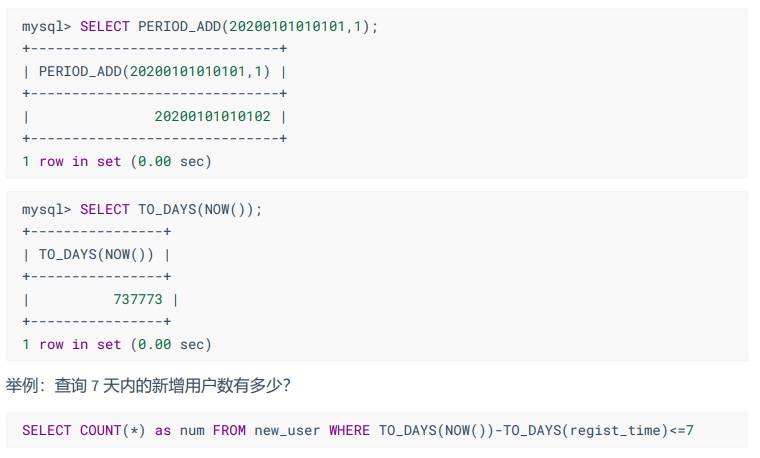 mysql> SELECT PERIOD_ADD(20200101010101,1);
+------------------------------+
| PERIOD_ADD(20200101010101,1) |
+------------------------------+
|               20200101010102 |
+------------------------------+
1 row in set (0.00 sec)
mysql> SELECT TO_DAYS(NOW());
+----------------+
| TO_DAYS(NOW()) |
+----------------+
|          737773 |
+----------------+
1 row in set (0.00 sec)
举例：查询 7 天内的新增用户数有多少？
SELECT COUNT(*) as num FROM new_user WHERE TO_DAYS(NOW())-TO_DAYS(regist_time)<=7